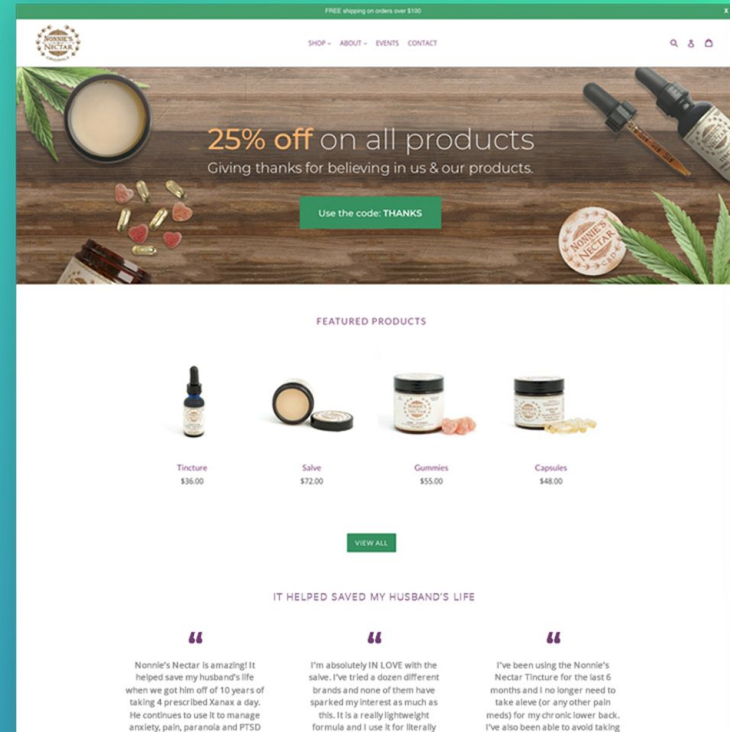 FREE shipping on orders over $100
X
NONNIE'S
NECTAR
SHOP
ABOUT
EVENTS
CONTACT
25% off on all products
Giving thanks for believing in us & our products.
Use the code: THANKS
NONNIE'S
NECTAR
CBD
FEATURED PRODUCTS
Tincture
Salve
Gummies
Capsules
$36.00
$72.00
$55.00
$48.00
VIEW ALL
IT HELPED SAVED MY HUSBAND'S LIFE
“
“
“
Nonnie's Nectar is amazing! It
helped save my husband's life
when we got him off of 10 years of
taking 4 prescribed Xanax a day.
He continues to use it to manage
anxiety, pain, paranoia and PTSD
I'm absolutely IN LOVE with the
salve. I've tried a dozen different
brands and none of them have
sparked my interest as much as
this. It is a really lightweight
formula and I use it for literally
I've been using the Nonnie's
Nectar Tincture for the last 6
months and I no longer need to
take aleve (or any other pain
meds) for my chronic lower back.
I've also been able to avoid taking